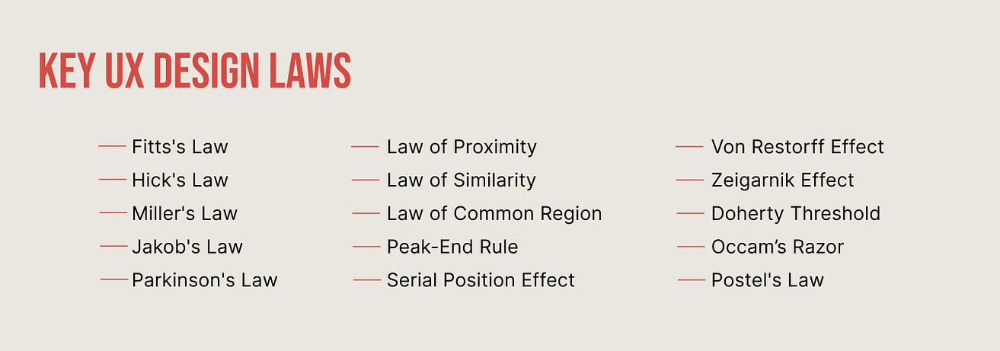 KEY UX DESIGN LAWS
Fitts's Law
Hick's Law
Miller's Law
Jakob's Law
Parkinson's Law
Law of Proximity
Law of Similarity
Law of Common Region
Peak-End Rule
Serial Position Effect
Von Restorff Effect
Zeigarnik Effect
Doherty Threshold
Occam’s Razor
Postel's Law